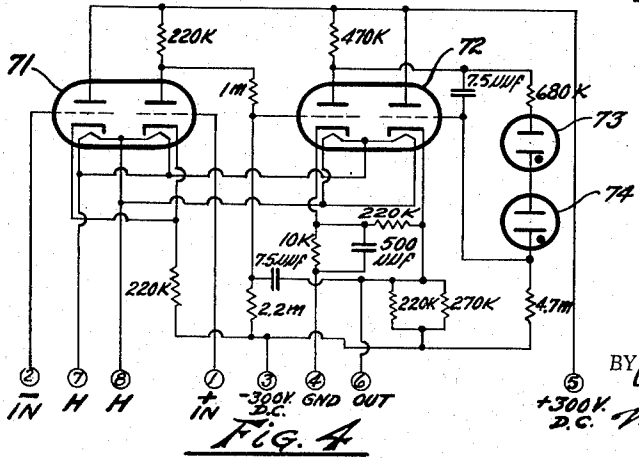 220K
470K
72
71
1m
7.5μμf
680K
73
74
220K
10K
500
μμf
7.5μμf
220K
2.2m
220K
270K
4.7m
② ⑦ ⑧ ① ③ ④ ⑥ ⑤
− IN H H + IN -300V. D.C. GND OUT +300V. D.C.
BY
FIG. 4